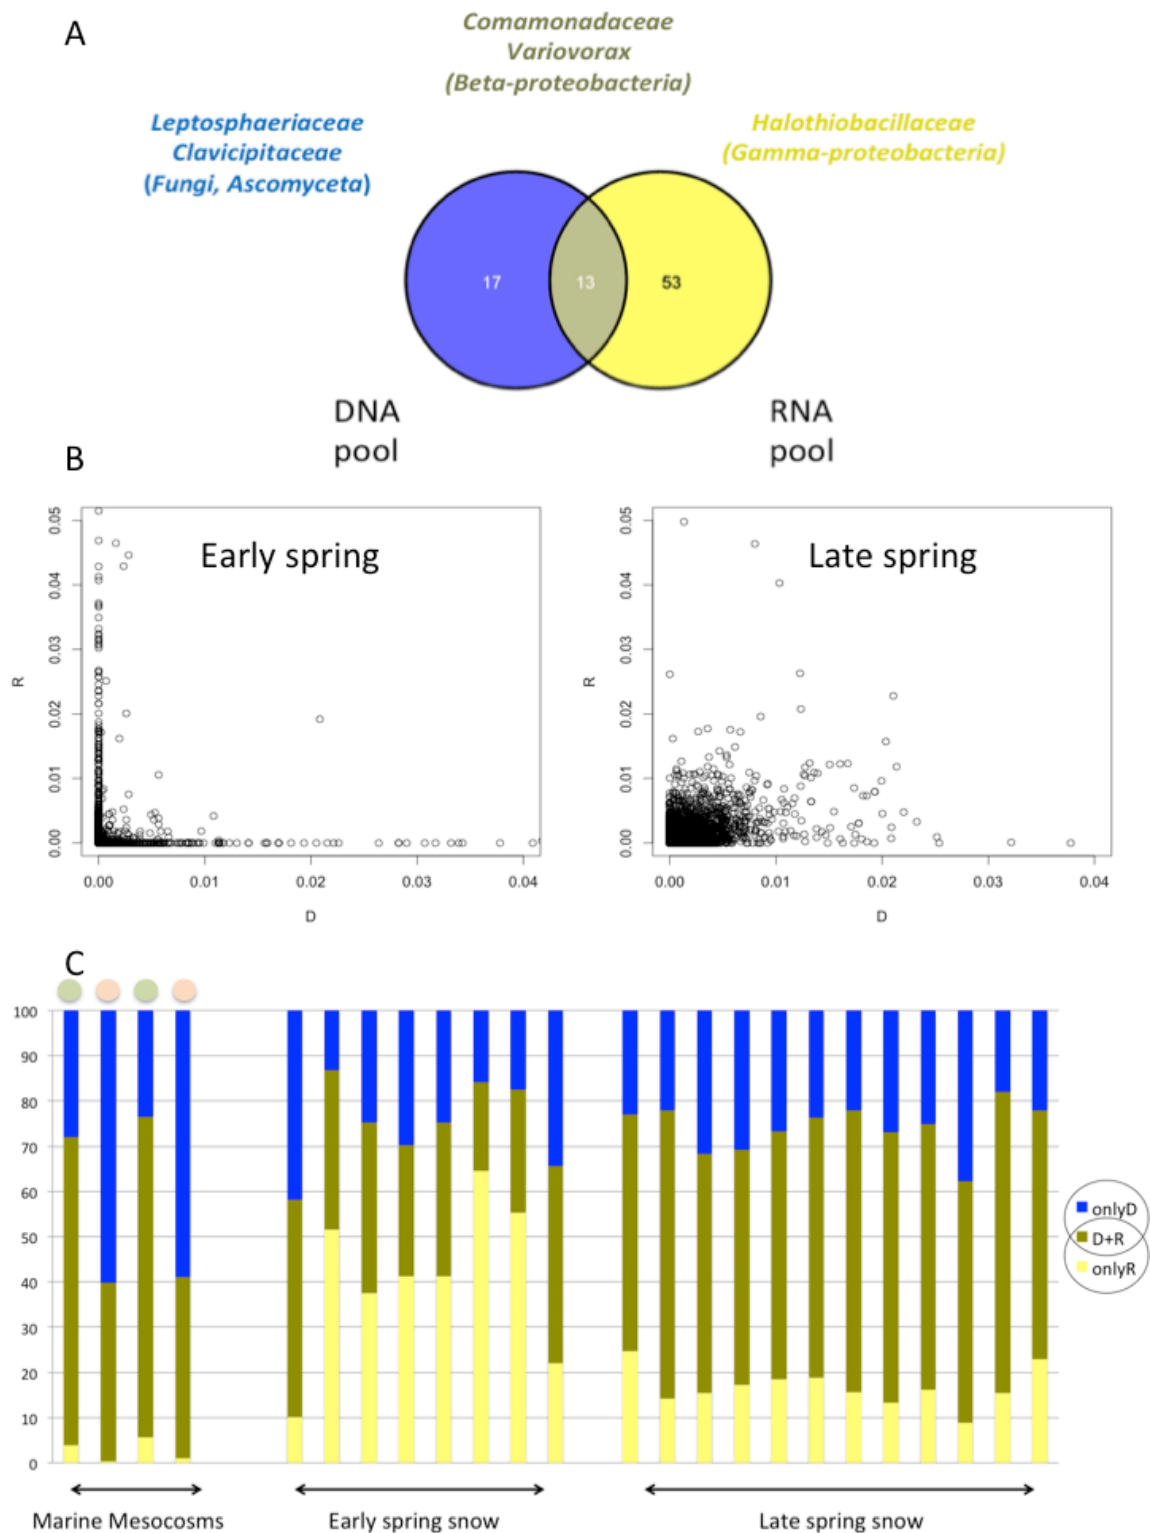 A
Comamonadaceae
Variovorax
(Beta-proteobacteria)
Leptosphaeriaceae
Clavicipitaceae
(Fungi, Ascomyceta)
Halothiobacillaceae
(Gamma-proteobacteria)
17
13
53
DNA
pool
RNA
pool
B
Early spring
0.05
0.04
0.03
0.02
0.01
0.00
R
0.00 0.01 0.02 0.03 0.04
D
Late spring
0.05
0.04
0.03
0.02
0.01
0.00
R
0.00 0.01 0.02 0.03 0.04
D
C
100
90
80
70
60
50
40
30
20
10
0
onlyD
D+R
onlyR
Marine Mesocosms
Early spring snow
Late spring snow